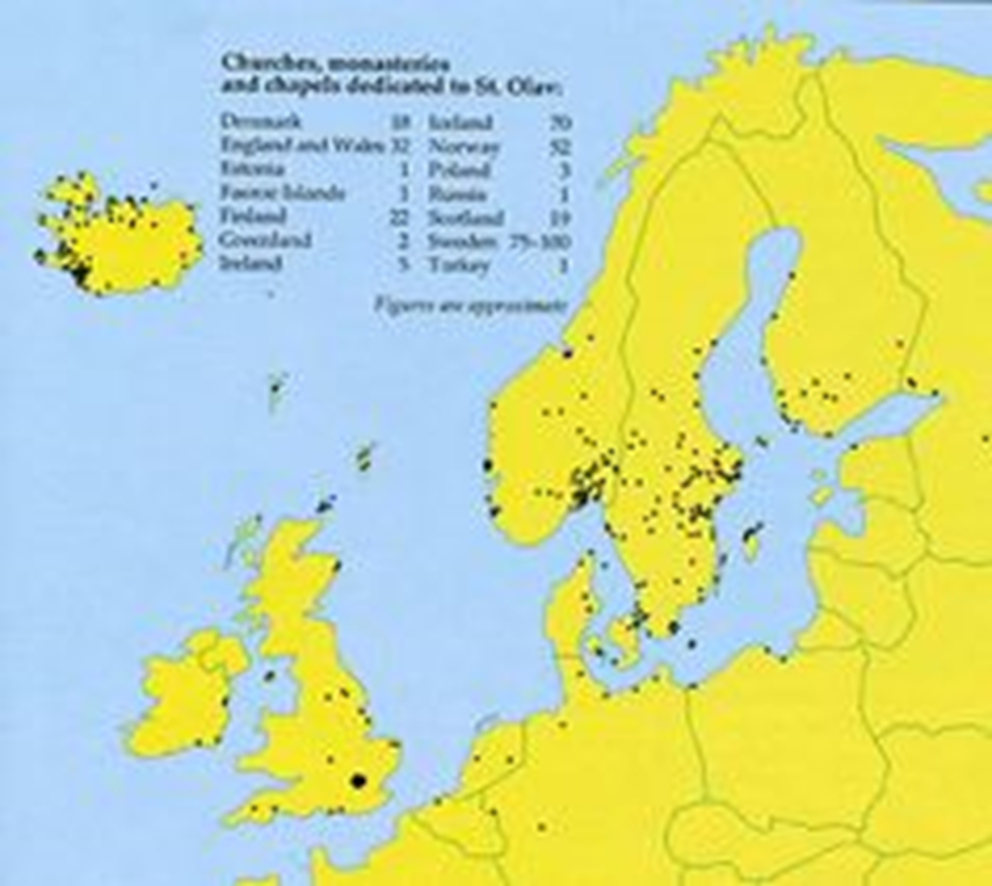 Churches, monasteries
and chapels dedicated to St. Olav:
Denmark 18 Iceland 70
England and Wales 32 Norway 52
Estonia 1 Poland 3
Faeroe Islands 1 Russia 1
Finland 22 Scotland 19
Greenland 2 Sweden 75-100
Ireland 5 Turkey 1
Figures are approximate